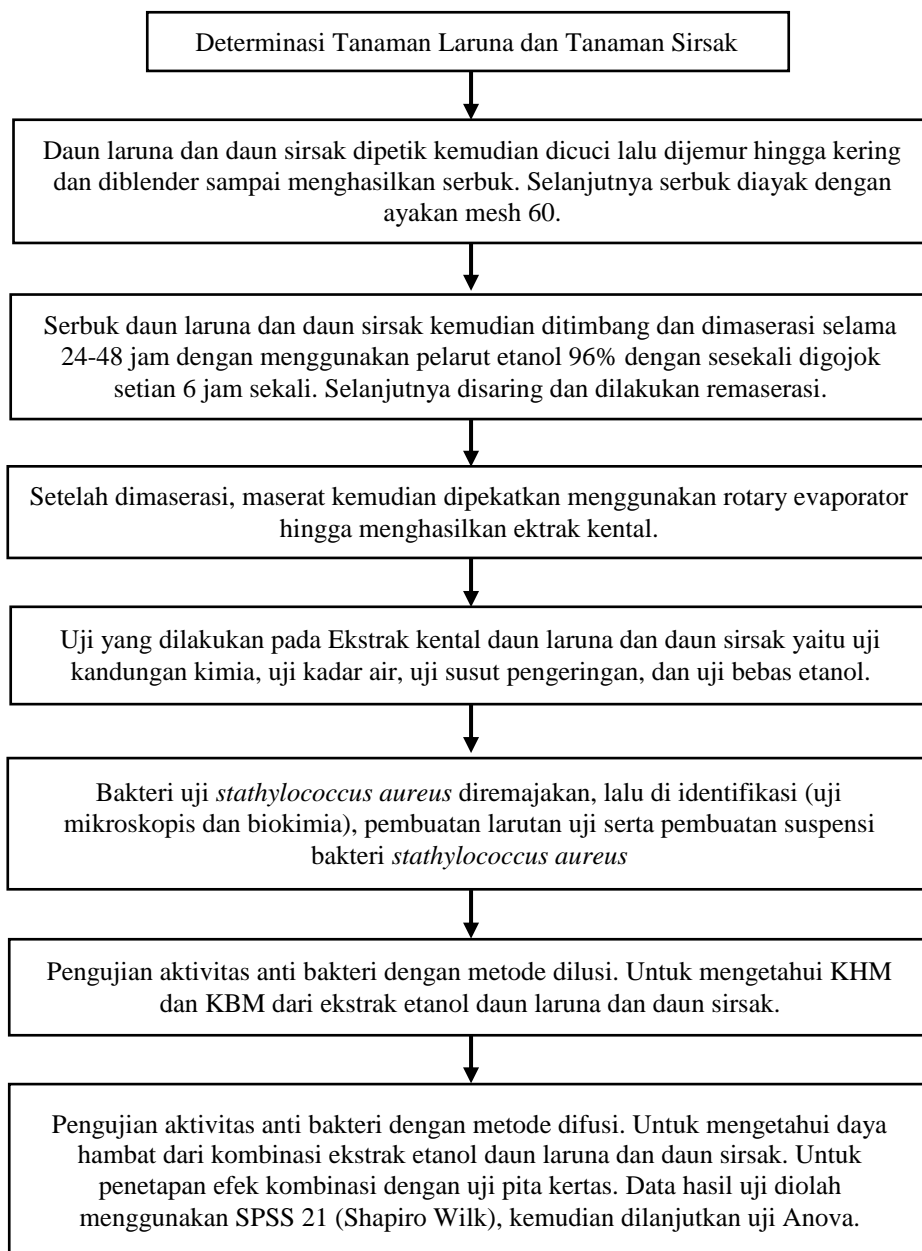 Determinasi Tanaman Laruna dan Tanaman Sirsak
Daun laruna dan daun sirsak dipetik kemudian dicuci lalu dijemur hingga kering
dan diblender sampai menghasilkan serbuk. Selanjutnya serbuk diayak dengan
ayakan mesh 60.
Serbuk daun laruna dan daun sirsak kemudian ditimbang dan dimaserasi selama
24-48 jam dengan menggunakan pelarut etanol 96% dengan sesekali digojok
setian 6 jam sekali. Selanjutnya disaring dan dilakukan remaserasi.
Setelah dimaserasi, maserat kemudian dipekatkan menggunakan rotary evaporator
hingga menghasilkan ektrak kental.
Uji yang dilakukan pada Ekstrak kental daun laruna dan daun sirsak yaitu uji
kandungan kimia, uji kadar air, uji susut pengeringan, dan uji bebas etanol.
Bakteri uji stathylococcus aureus diremajakan, lalu di identifikasi (uji
mikroskopis dan biokimia), pembuatan larutan uji serta pembuatan suspensi
bakteri stathylococcus aureus
Pengujian aktivitas anti bakteri dengan metode dilusi. Untuk mengetahui KHM
dan KBM dari ekstrak etanol daun laruna dan daun sirsak.
Pengujian aktivitas anti bakteri dengan metode difusi. Untuk mengetahui daya
hambat dari kombinasi ekstrak etanol daun laruna dan daun sirsak. Untuk
penetapan efek kombinasi dengan uji pita kertas. Data hasil uji diolah
menggunakan SPSS 21 (Shapiro Wilk), kemudian dilanjutkan uji Anova.